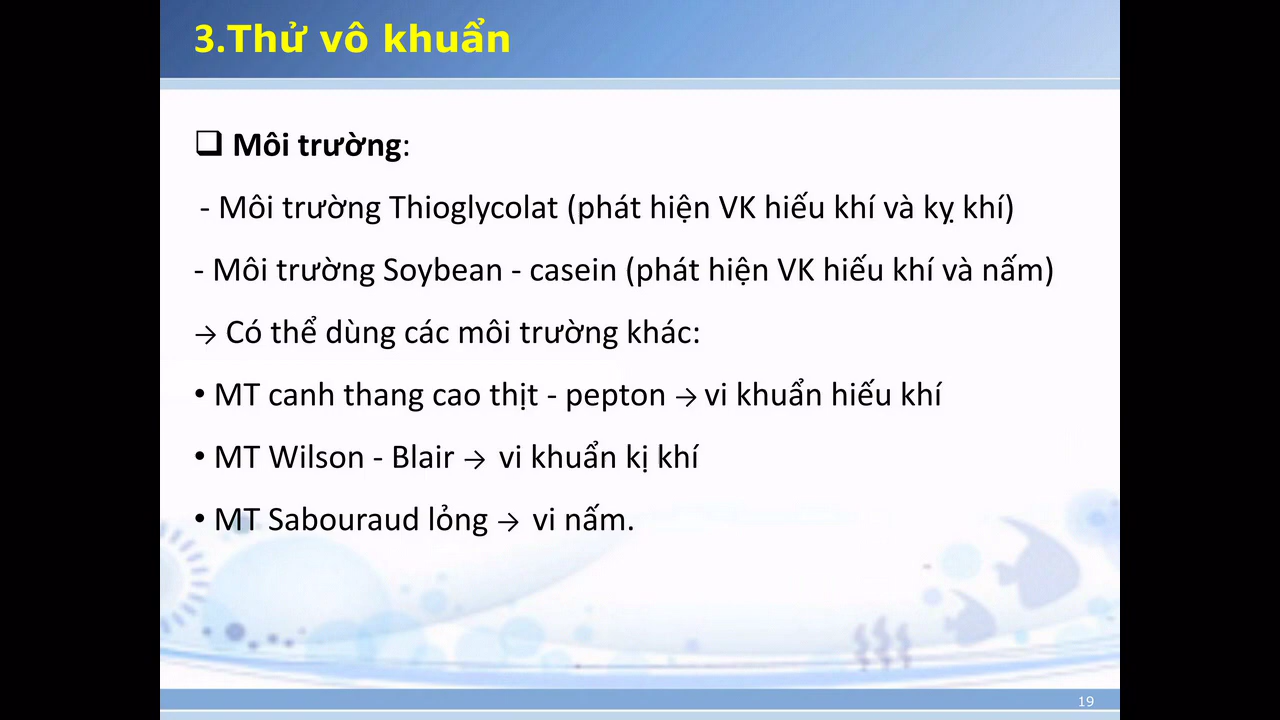 3.Thử vô khuẩn
❑ Môi trường:
- Môi trường Thioglycolat (phát hiện VK hiếu khí và kỵ khí)
- Môi trường Soybean - casein (phát hiện VK hiếu khí và nấm)
→ Có thể dùng các môi trường khác:
• MT canh thang cao thịt - pepton → vi khuẩn hiếu khí
• MT Wilson - Blair → vi khuẩn kị khí
• MT Sabouraud lỏng → vi nấm.
19